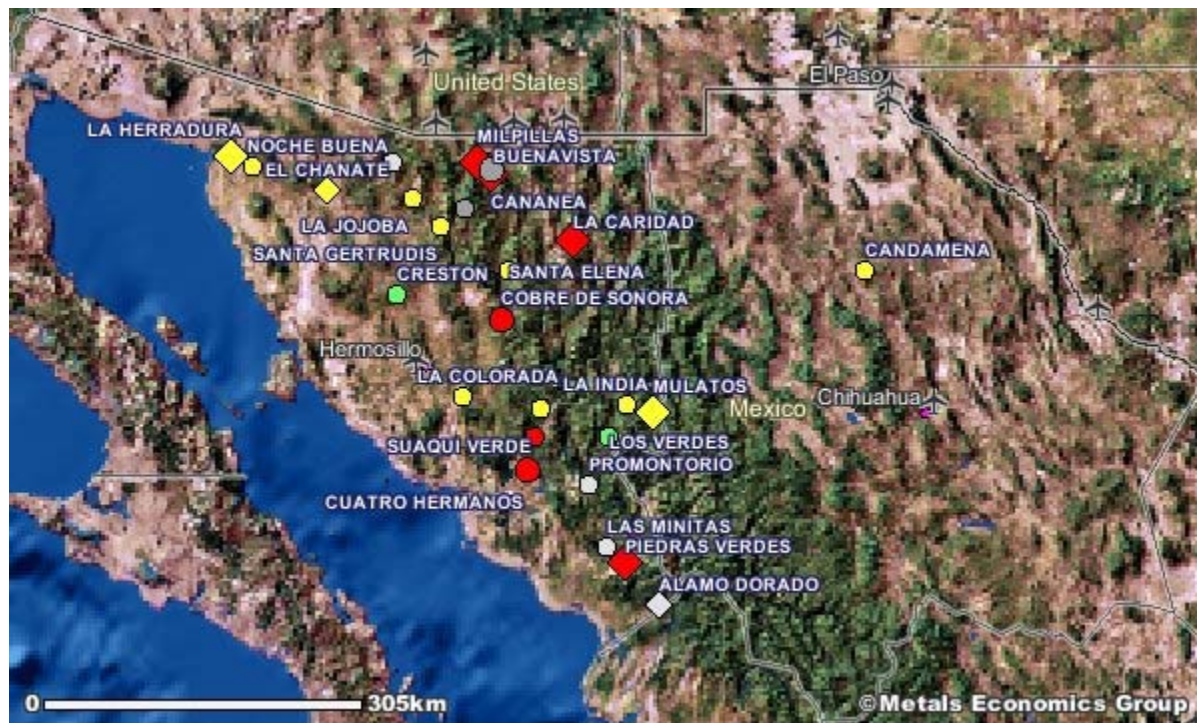 El Paso
United States
LA HERRADURA
MILPILLAS
NOCHE BUENA
BUENAVISTA
EL CHANATE
CANANEA
LA CARIDAD
LA JOJOBA
SANTA GERTRUDIS
CANDAMENA
CRESTON
SANTA ELENA
COBRE DE SONORA
Hermosillo
LA COLORADA
LA INDIA
MULATOS
Chihuahua
Mexico
SUAQUI VERDE
LOS VERDES
PROMONTORIO
CUATRO HERMANOS
LAS MINITAS
PIEDRAS VERDES
ALAMO DORADO
0 305km
©Metals Economics Group